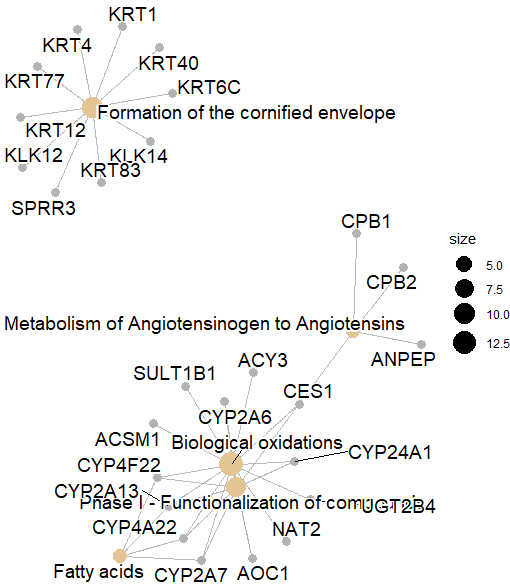 KRT1
KRT4
KRT40
KRT77
KRT6C
Formation of the cornified envelope
KRT12
KLK12
KLK14
KRT83
SPRR3
CPB1
size
5.0
CPB2
7.5
10.0
Metabolism of Angiotensinogen to Angiotensins
12.5
ANPEP
ACY3
SULT1B1
CES1
CYP2A6
ACSM1
Biological oxidations
CYP24A1
CYP4F22
CYP2A13
Phase I - Functionalization of
UGT2B4
CYP4A22
NAT2
Fatty acids
CYP2A7
AOC1